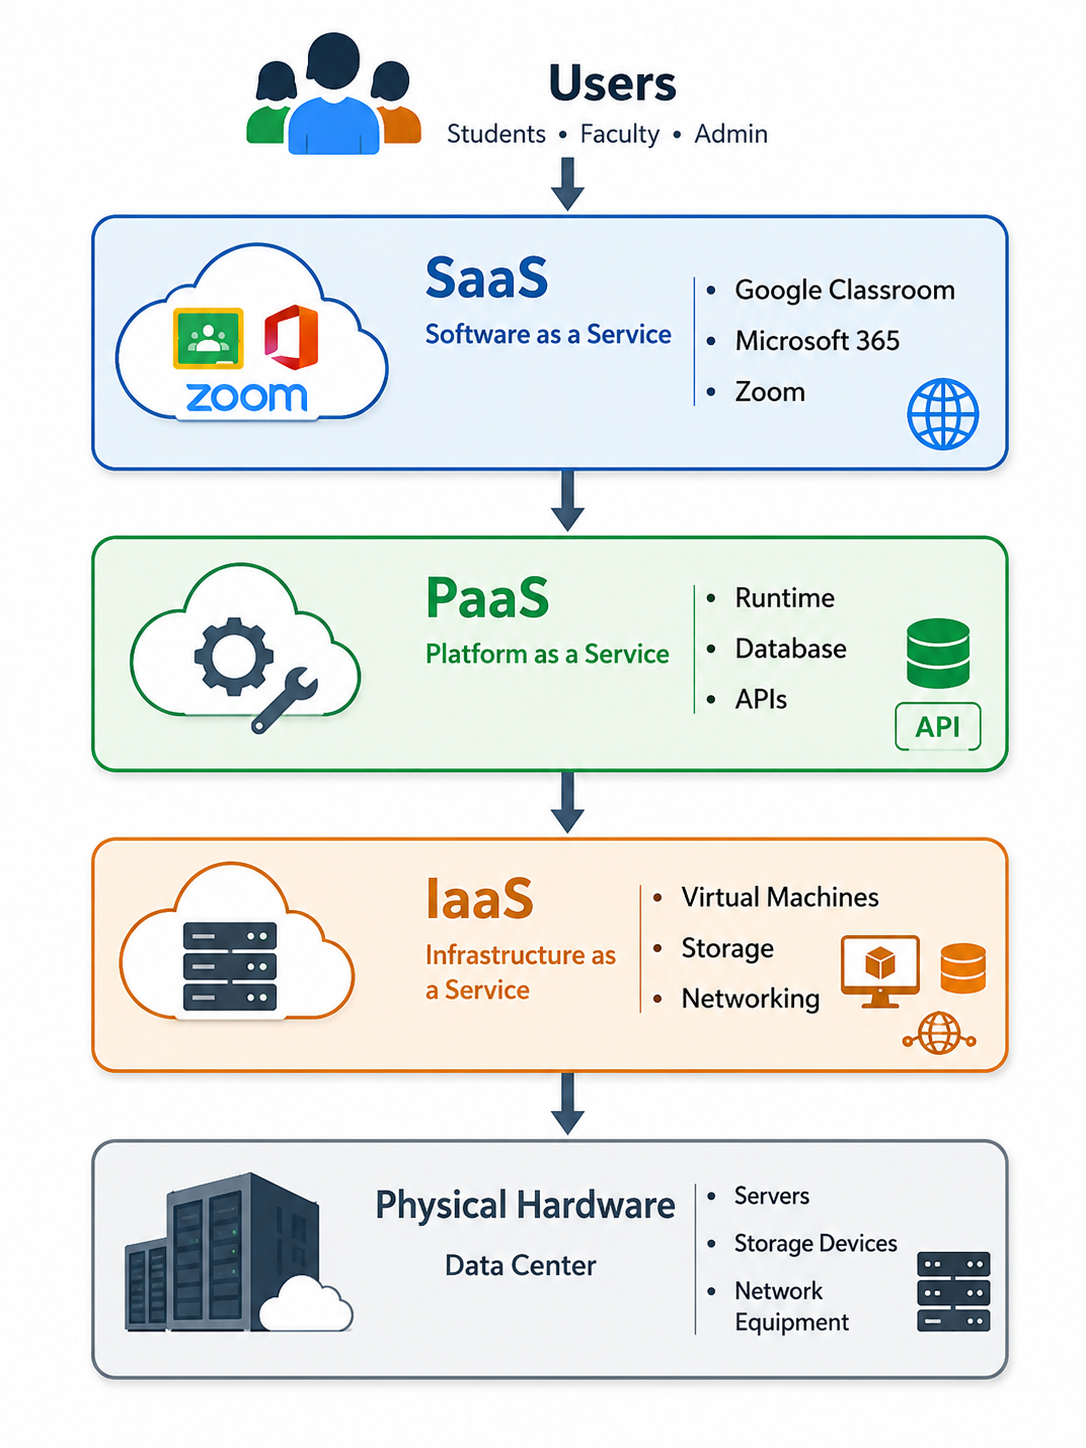 Users
Students • Faculty • Admin
SaaS
Software as a Service
• Google Classroom
• Microsoft 365
• Zoom
zoom
PaaS
Platform as a Service
• Runtime
• Database
• APIs
API
IaaS
Infrastructure as
a Service
• Virtual Machines
• Storage
• Networking
Physical Hardware
Data Center
• Servers
• Storage Devices
• Network
Equipment